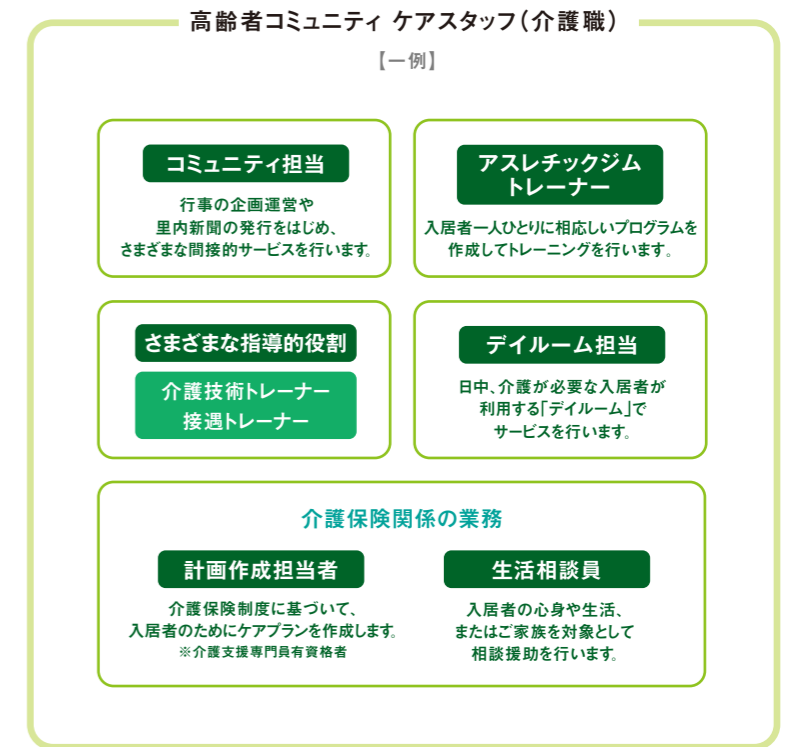 高齢者コミュニティ ケアスタッフ（介護職）
【一例】
コミュニティ担当
行事の企画運営や
里内新聞の発行をはじめ、
さまざまな間接的サービスを行います。
アスレチックジム
トレーナー
入居者一人ひとりに相応しいプログラムを
作成してトレーニングを行います。
さまざまな指導的役割
介護技術トレーナー
接遇トレーナー
デイルーム担当
日中、介護が必要な入居者が
利用する「デイルーム」で
サービスを行います。
介護保険関係の業務
計画作成担当者
介護保険制度に基づいて、
入居者のためにケアプランを作成します。
※介護支援専門員有資格者
生活相談員
入居者の心身や生活、
またはご家族を対象として
相談援助を行います。